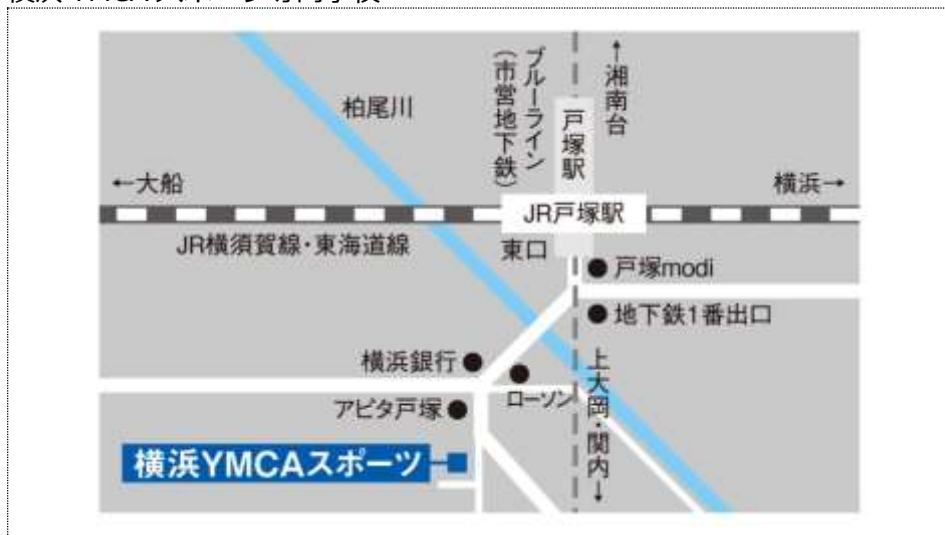 ブルーライン
（市営地下鉄）
↑湘南台
柏尾川
戸塚駅
←大船
横浜→
JR戸塚駅
JR横須賀線・東海道線
東口
戸塚modi
地下鉄1番出口
横浜銀行
ローソン
上大岡・関内→
アピタ戸塚
横浜YMCAスポーツ